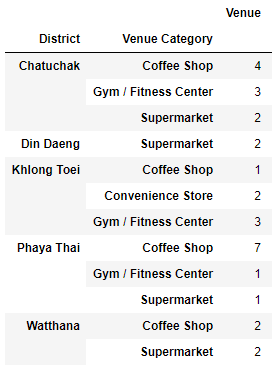 Venue
District Venue Category
Chatuchak Coffee Shop 4
Gym / Fitness Center 3
Supermarket 2
Din Daeng Supermarket 2
Khlong Toei Coffee Shop 1
Convenience Store 2
Gym / Fitness Center 3
Phaya Thai Coffee Shop 7
Gym / Fitness Center 1
Supermarket 1
Watthana Coffee Shop 2
Supermarket 2